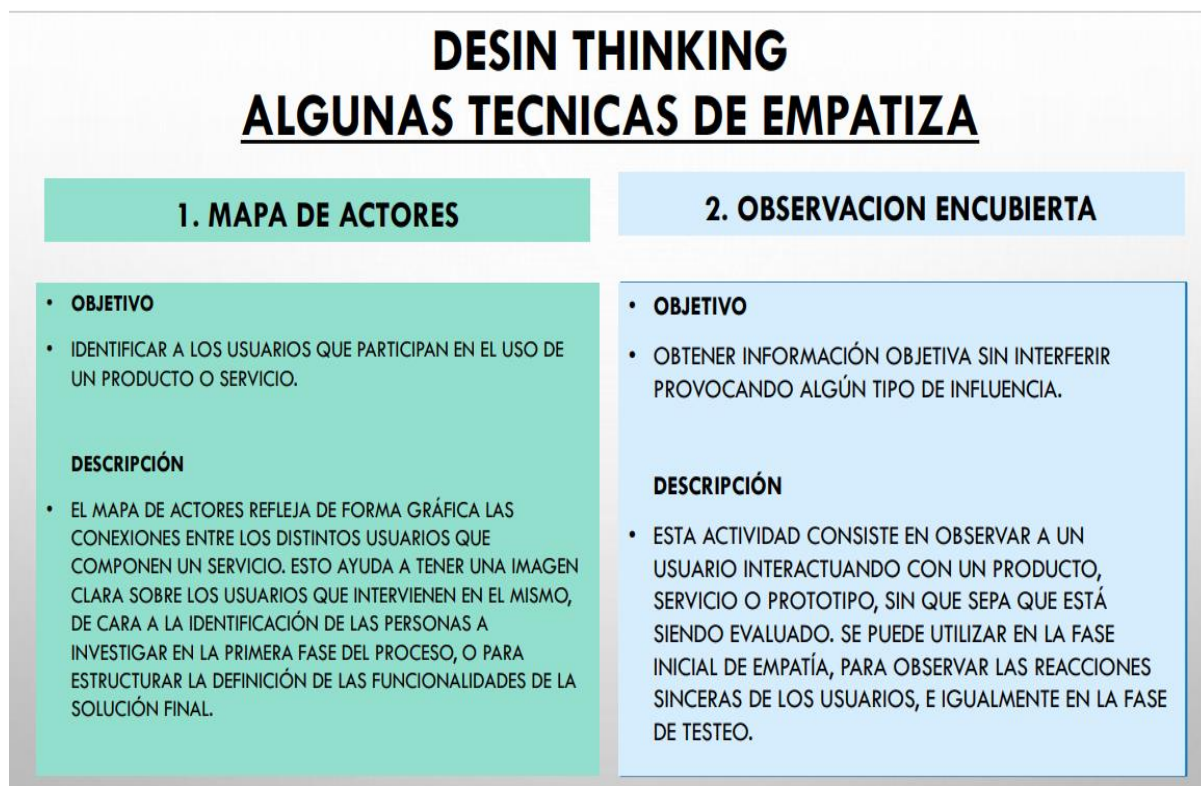 DESIN THINKING
ALGUNAS TECNICAS DE EMPATIZA
1. MAPA DE ACTORES
• OBJETIVO
• IDENTIFICAR A LOS USUARIOS QUE PARTICIPAN EN EL USO DE
UN PRODUCTO O SERVICIO.
DESCRIPCIÓN
• EL MAPA DE ACTORES REFLEJA DE FORMA GRÁFICA LAS
CONEXIONES ENTRE LOS DISTINTOS USUARIOS QUE
COMPONEN UN SERVICIO. ESTO AYUDA A TENER UNA IMAGEN
CLARA SOBRE LOS USUARIOS QUE INTERVIENEN EN EL MISMO,
DE CARA A LA IDENTIFICACIÓN DE LAS PERSONAS A
INVESTIGAR EN LA PRIMERA FASE DEL PROCESO, O PARA
ESTRUCTURAR LA DEFINICIÓN DE LAS FUNCIONALIDADES DE LA
SOLUCIÓN FINAL.
2. OBSERVACION ENCUBIERTA
• OBJETIVO
• OBTENER INFORMACIÓN OBJETIVA SIN INTERFERIR
PROVOCANDO ALGÚN TIPO DE INFLUENCIA.
DESCRIPCIÓN
• ESTA ACTIVIDAD CONSISTE EN OBSERVAR A UN
USUARIO INTERACTUANDO CON UN PRODUCTO,
SERVICIO O PROTOTIPO, SIN QUE SEPA QUE ESTÁ
SIENDO EVALUADO. SE PUEDE UTILIZAR EN LA FASE
INICIAL DE EMPATÍA, PARA OBSERVAR LAS REACCIONES
SINCERAS DE LOS USUARIOS, E IGUALMENTE EN LA FASE
DE TESTEO.